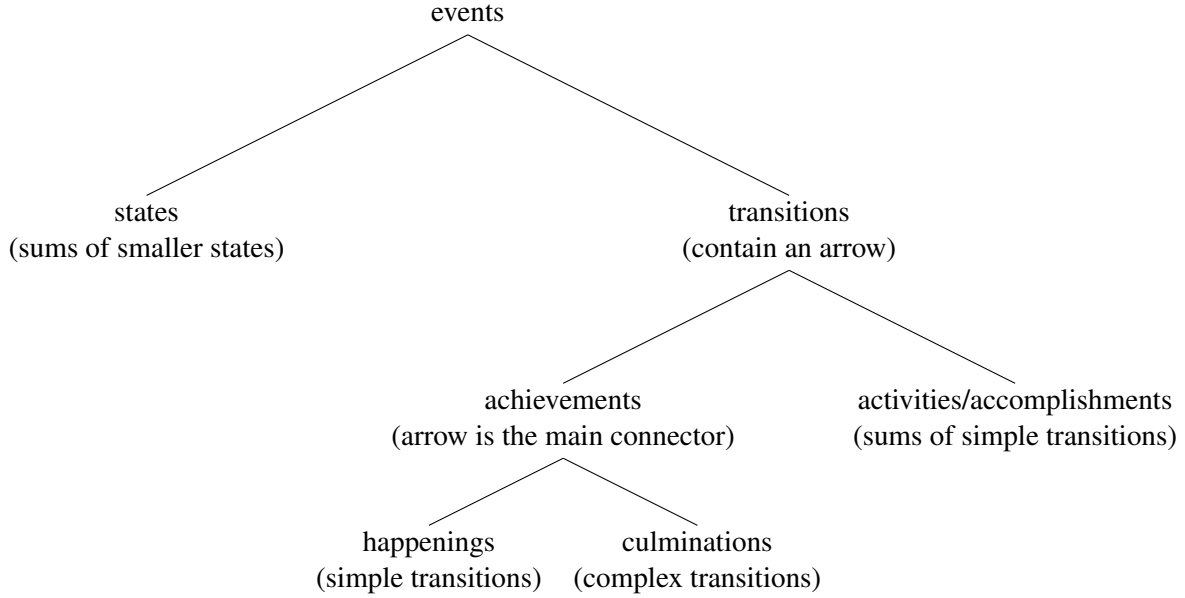 events
states
(sums of smaller states)
transitions
(contain an arrow)
achievements
(arrow is the main connector)
activities/accomplishments
(sums of simple transitions)
happenings
(simple transitions)
culminations
(complex transitions)